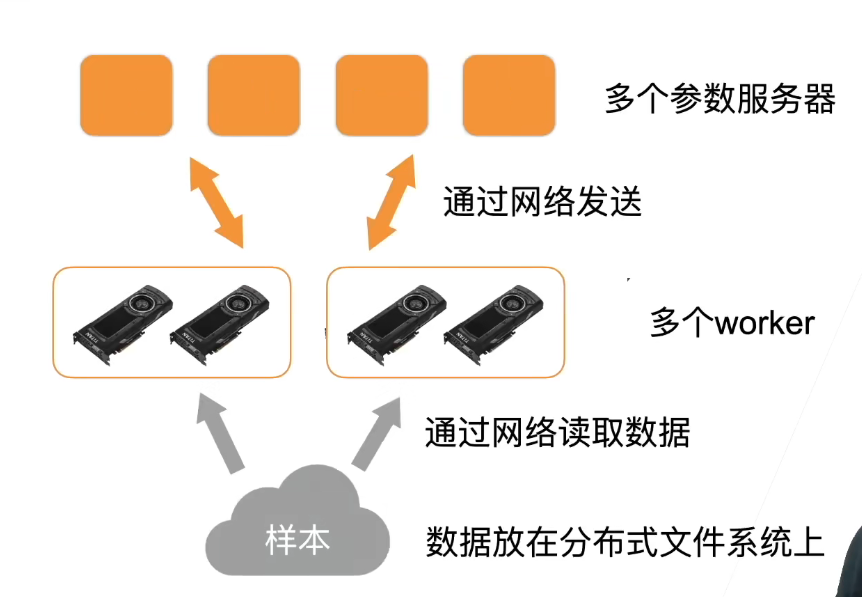 多个参数服务器
通过网络发送
多个worker
通过网络读取数据
样本
数据放在分布式文件系统上